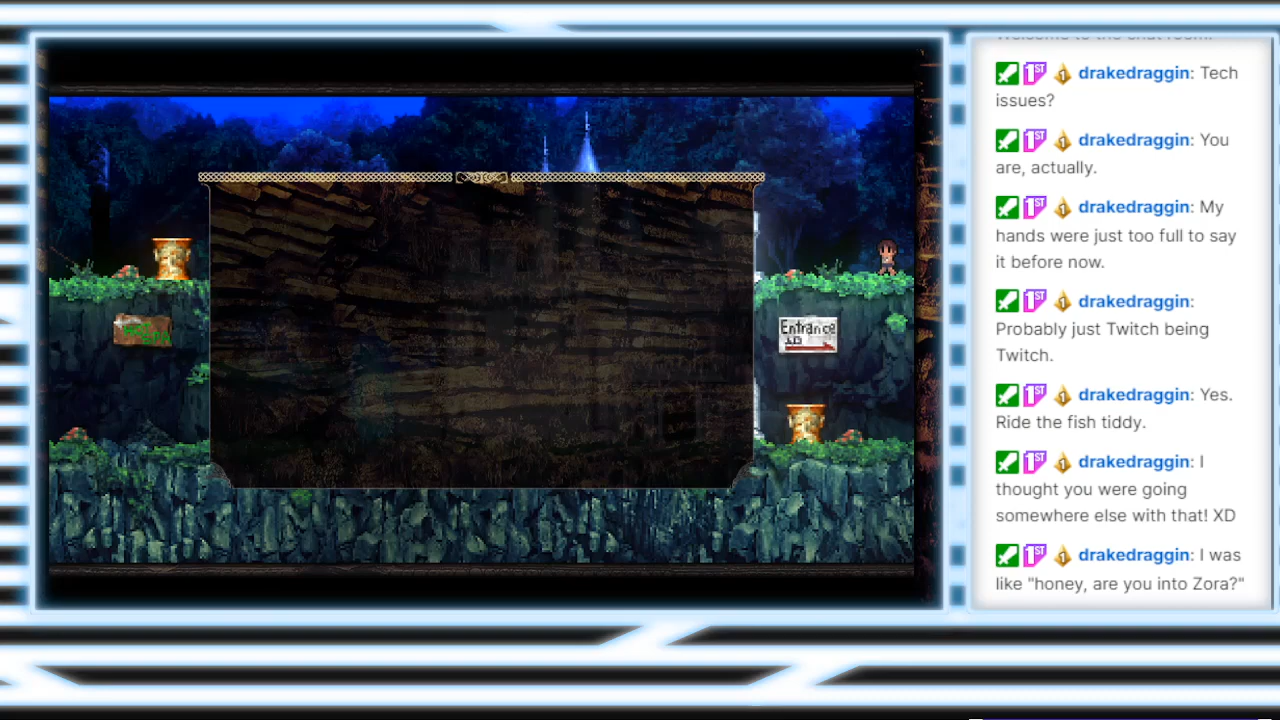 Entrance
drakedraggin: Tech
issues?
drakedraggin: You
are, actually.
drakedraggin: My
hands were just too full to say
it before now.
drakedraggin:
Probably just Twitch being
Twitch.
drakedraggin: Yes.
Ride the fish tiddy.
drakedraggin: I
thought you were going
somewhere else with that! XD
drakedraggin: I was
like "honey, are you into Zora?"